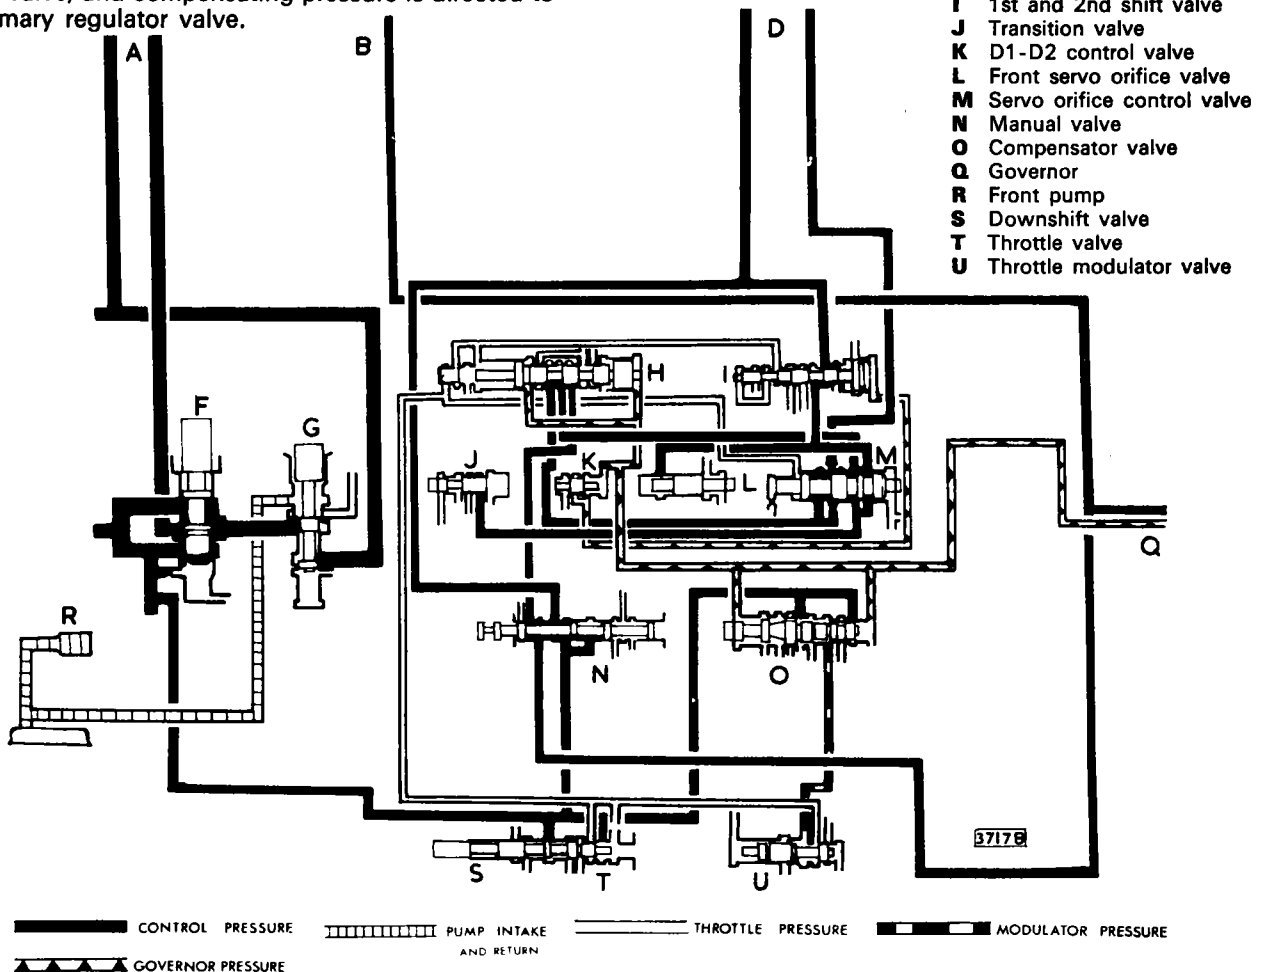 mary regulator valve.
A
B
D
I 1st and 2nd shift valve
J Transition valve
K D1-D2 control valve
L Front servo orifice valve
M Servo orifice control valve
N Manual valve
O Compensator valve
Q Governor
R Front pump
S Downshift valve
T Throttle valve
U Throttle modulator valve
F
G
H
I
J
K
L
M
Q
R
N
O
S
T
U
3717B
CONTROL PRESSURE
PUMP INTAKE
AND RETURN
THROTTLE PRESSURE
MODULATOR PRESSURE
GOVERNOR PRESSURE